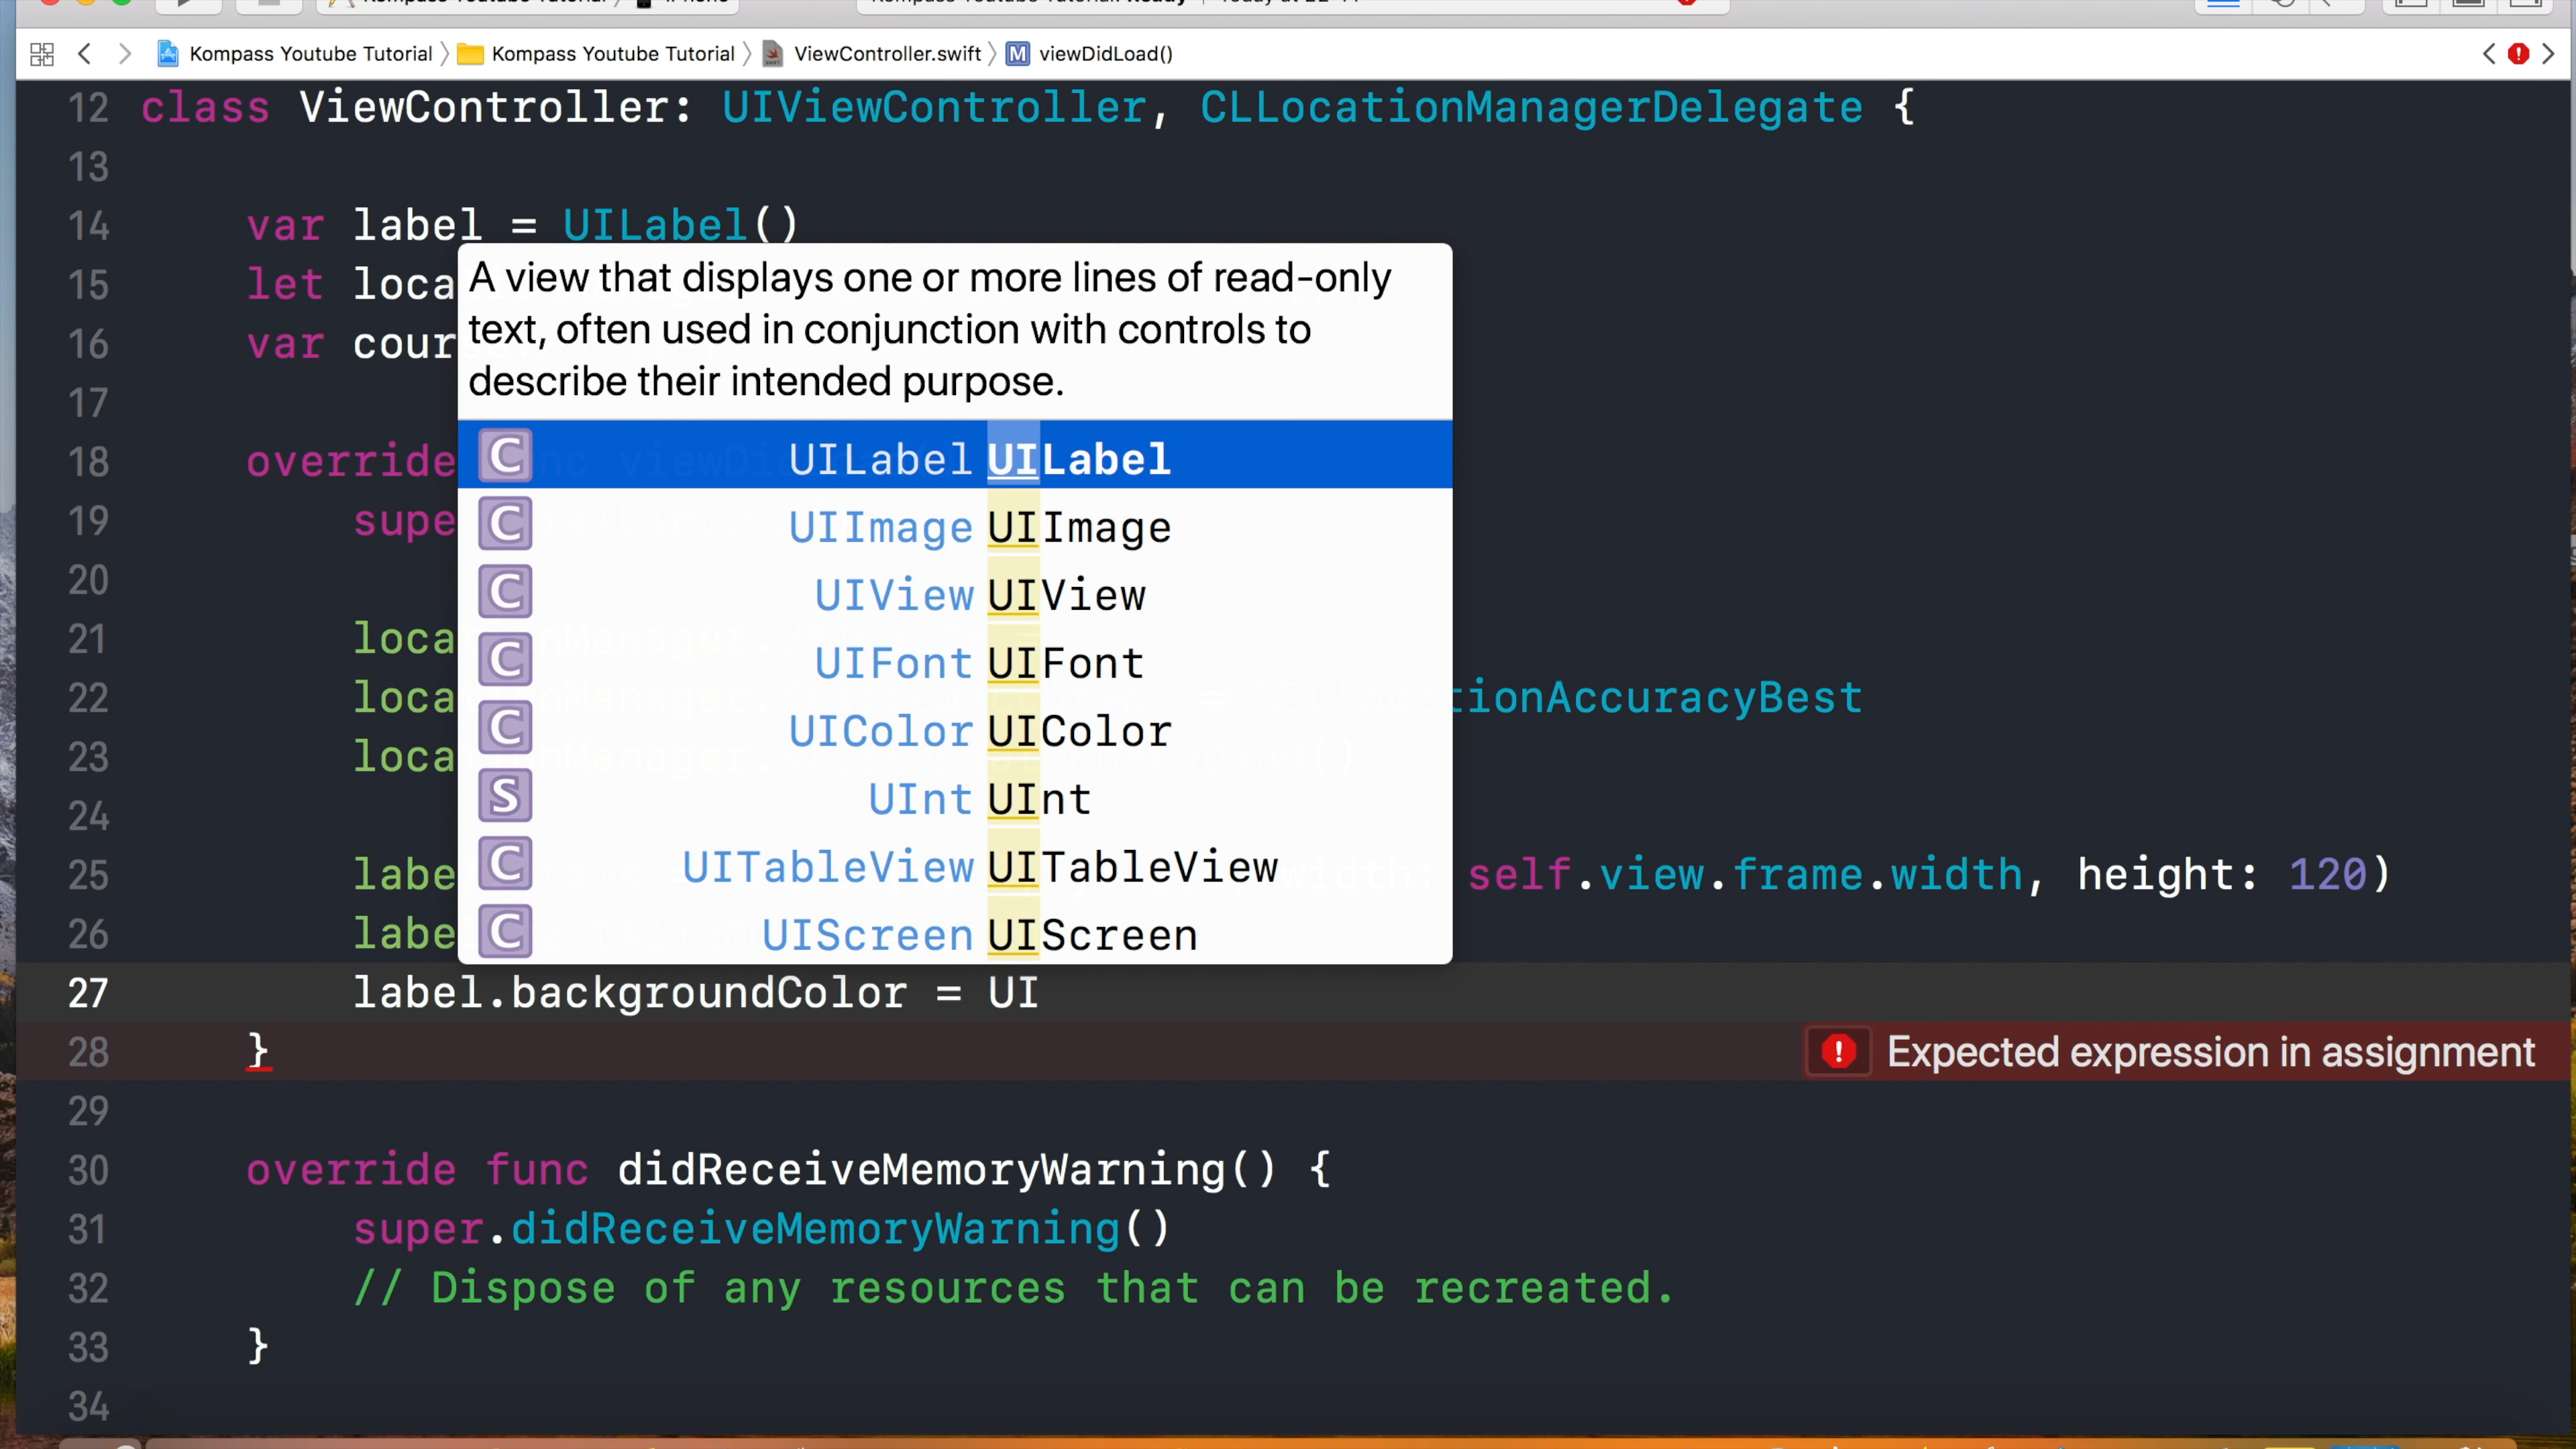 Kompass Youtube Tutorial Kompass Youtube Tutorial ViewController.swift M viewDidLoad()
12 class ViewController: UIViewController, CLLocationManagerDelegate {
13
14 var label = UILabel()
15 let loca
16 var cour
A view that displays one or more lines of read-only
text, often used in conjunction with controls to
describe their intended purpose.
17
18 override
C UILabel UILabel
19 supe
C UIImage UIImage
20
C UIView UIView
21 loca
C UIFont UIFont
22 loca tionAccuracyBest
C UIColor UIColor
23 loca
S UInt UInt
24
25 labe width: self.view.frame.width, height: 120)
C UITableView UITableView
26 labe
C UIScreen UIScreen
27 label.backgroundColor = UI
28 } Expected expression in assignment
29
30 override func didReceiveMemoryWarning() {
31 super.didReceiveMemoryWarning()
32 // Dispose of any resources that can be recreated.
33 }
34